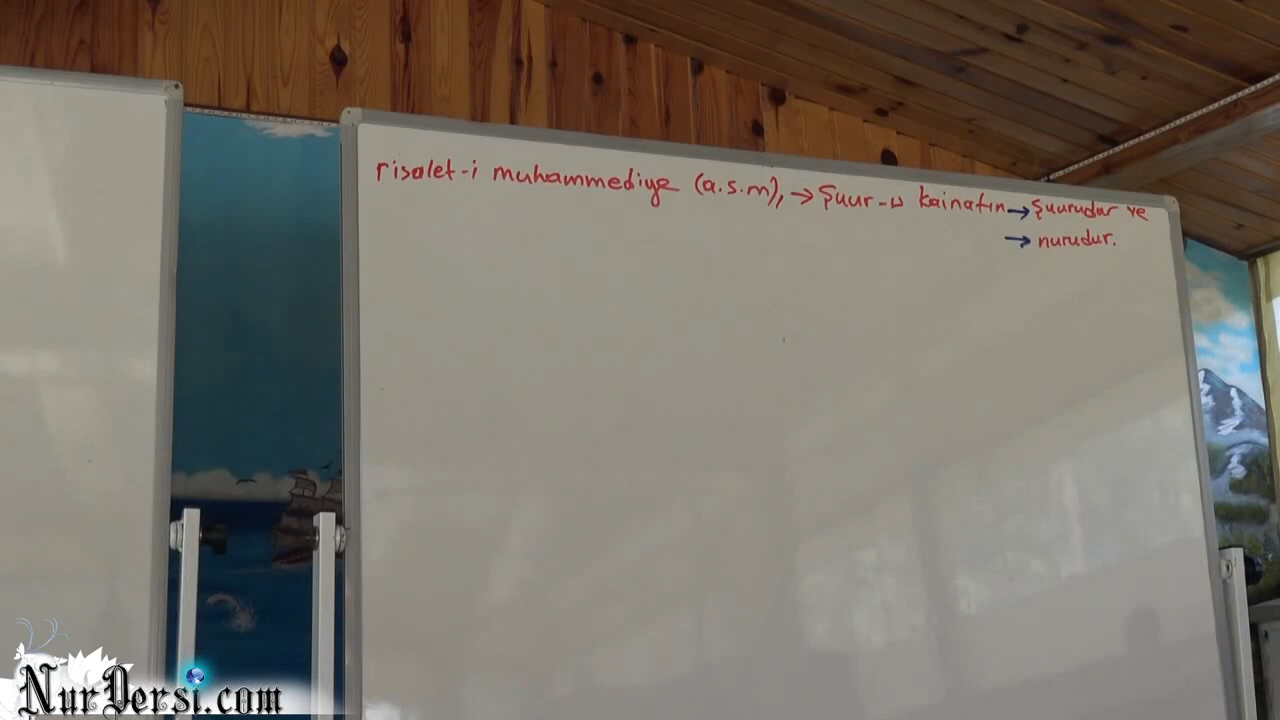 risalet-i muhammediye (a.s.m), → Şuur-u kainatın → Şuurudur ve
→ nurudur.
NurDersi.com